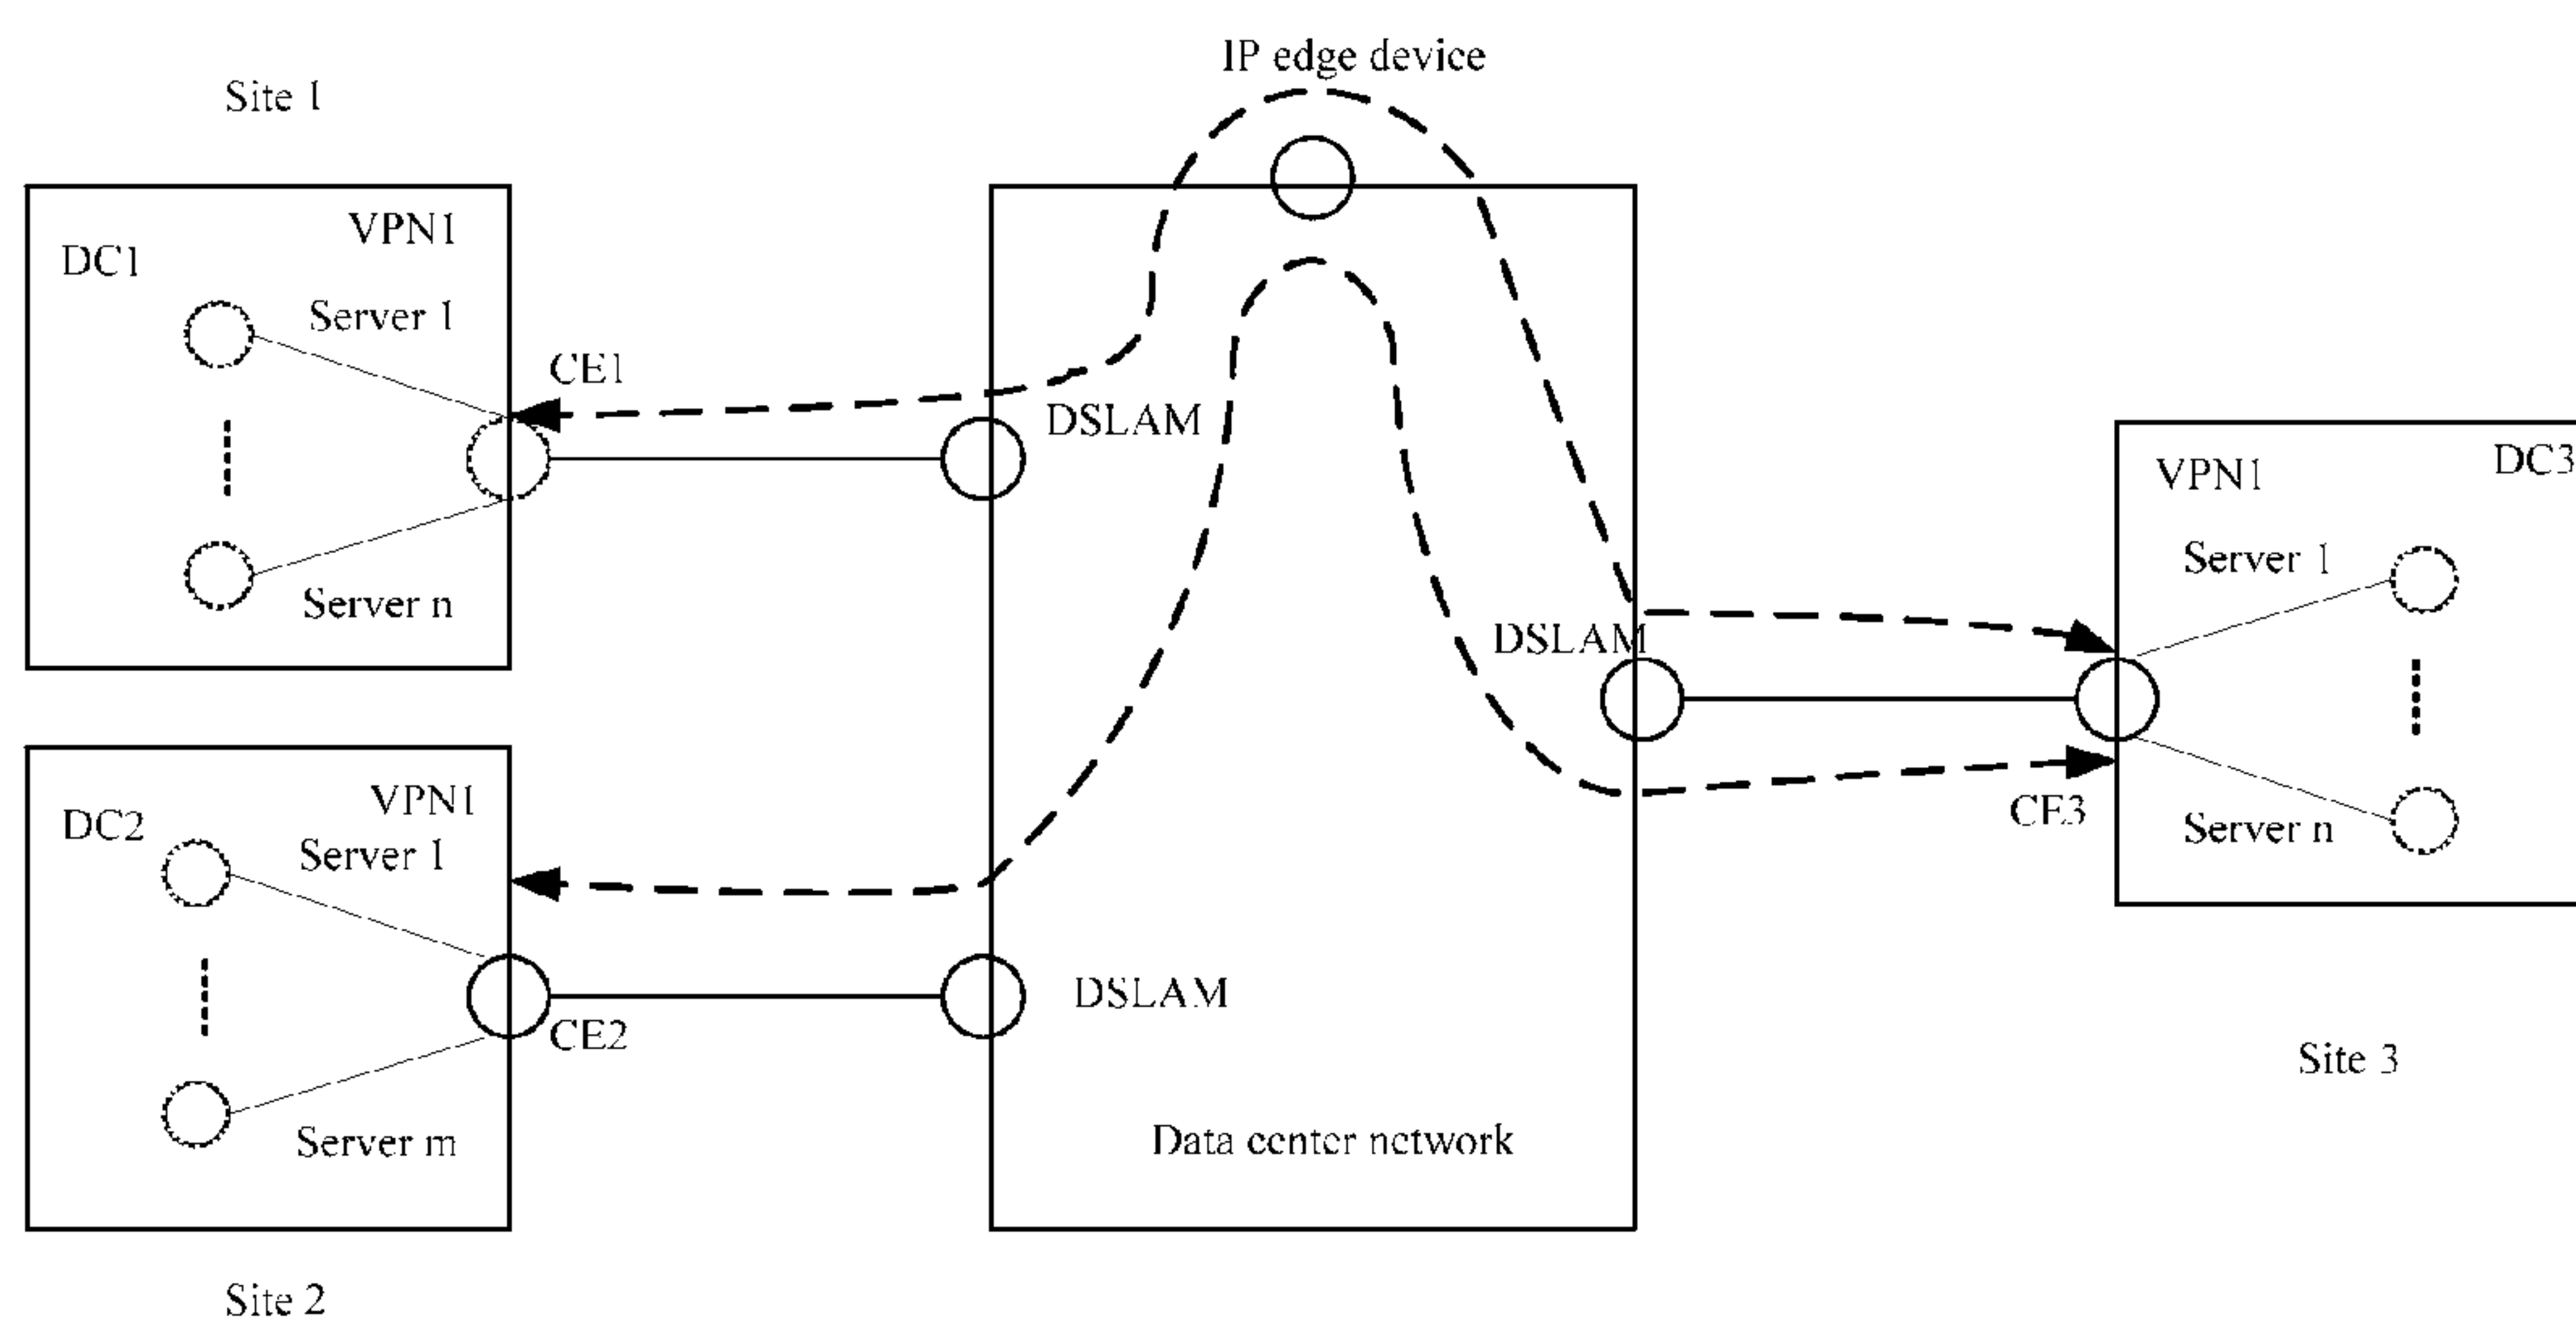 IP edge device
Site 1
VPN1
DC1
Server 1
CE1
DSLAM
Server n
DC3
VPN1
Server 1
DSLAM
CE3
Server n
VPN1
DC2
Server 1
DSLAM
CE2
Site 3
Server m
Data center network
Site 2